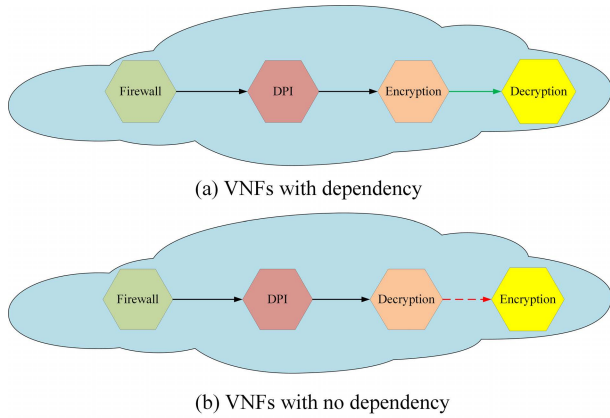 Firewall DPI Encryption Decryption
(a) VNFs with dependency
Firewall DPI Decryption Encryption
(b) VNFs with no dependency